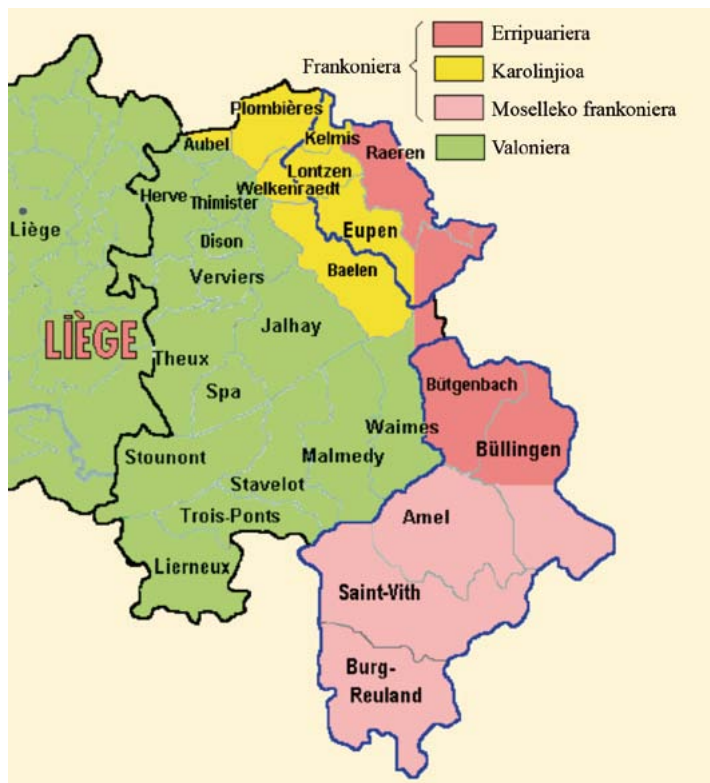 Frankoniera
Erripuariera
Karolinjioa
Moselleko frankoniera
Valoniera
Plombières
Aubel
Kelmis
Raeren
Lontzen
Welkenraedt
Herve
Thimister
Liège
Dison
Eupen
Verviers
Baelen
LIÈGE
Jalhay
Theux
Spa
Bütgenbach
Waimes
Büllingen
Stounont
Malmedy
Stavelot
Trois-Ponts
Amel
Lierneux
Saint-Vith
Burg-
Reuland